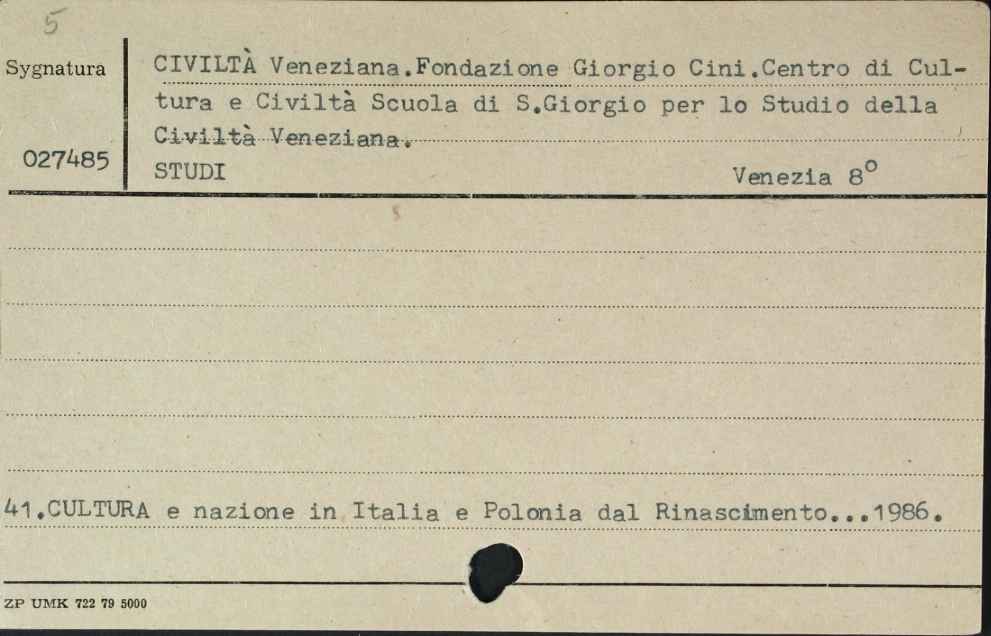 5
Sygnatura
027485
CIVILTÀ Veneziana.Fondazione Giorgio Cini.Centro di Cul-
tura e Civiltà Scuola di S.Giorgio per lo Studio della
Civiltà Veneziana.
STUDI Venezia 8°
41.CULTURA e nazione in Italia e Polonia dal Rinascimento...1986.
ZP UMK 722 79 5000